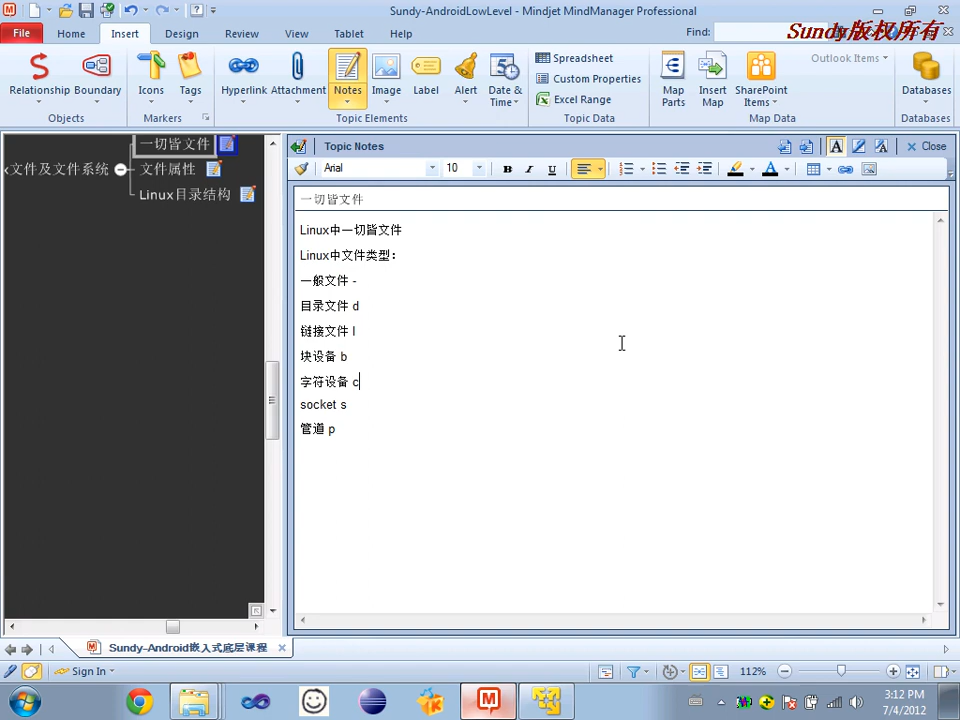 Sundy-AndroidLowLevel - Mindjet MindManager Professional
Sundy版权所有
File Home Insert Design Review View Tablet Help Find:
Relationship Boundary Icons Tags Hyperlink Attachment Notes Image Label Alert Date & Time
Spreadsheet
Custom Properties
Excel Range
Map Parts Insert Map SharePoint Items Outlook Items Databases
Objects Markers Topic Elements Topic Data Map Data Databases
文件及文件系统
一切皆文件
文件属性
Linux目录结构
Topic Notes Close
Arial 10 B I U
一切皆文件
Linux中一切皆文件
Linux中文件类型：
一般文件 -
目录文件 d
链接文件 l
块设备 b
字符设备 c
socket s
管道 p
Sundy-Android嵌入式底层课程
Sign In 112%
3:12 PM
7/4/2012